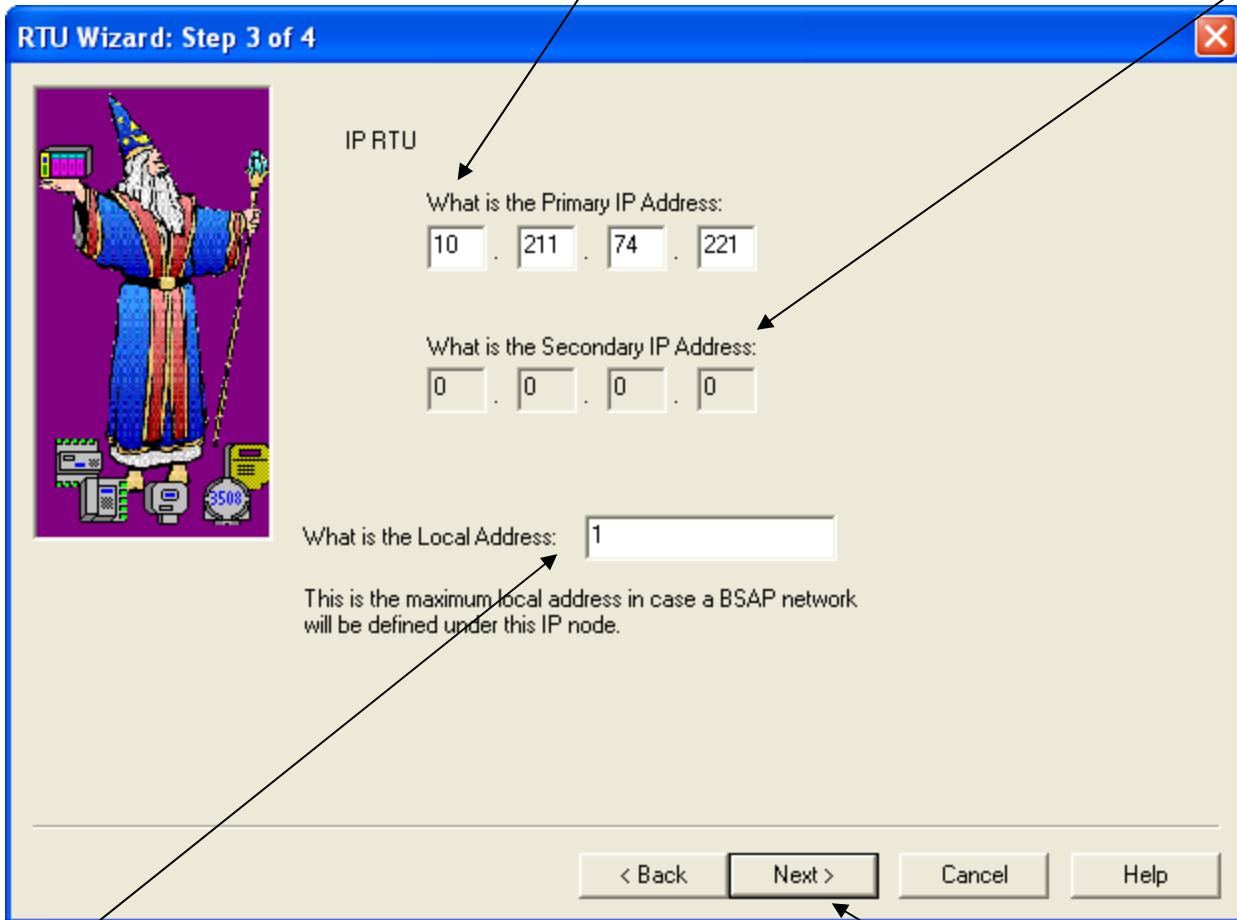 RTU Wizard: Step 3 of 4
IP RTU
What is the Primary IP Address:
10 . 211 . 74 . 221
What is the Secondary IP Address:
0 . 0 . 0 . 0
3508
What is the Local Address: 1
This is the maximum local address in case a BSAP network
will be defined under this IP node.
< Back Next > Cancel Help